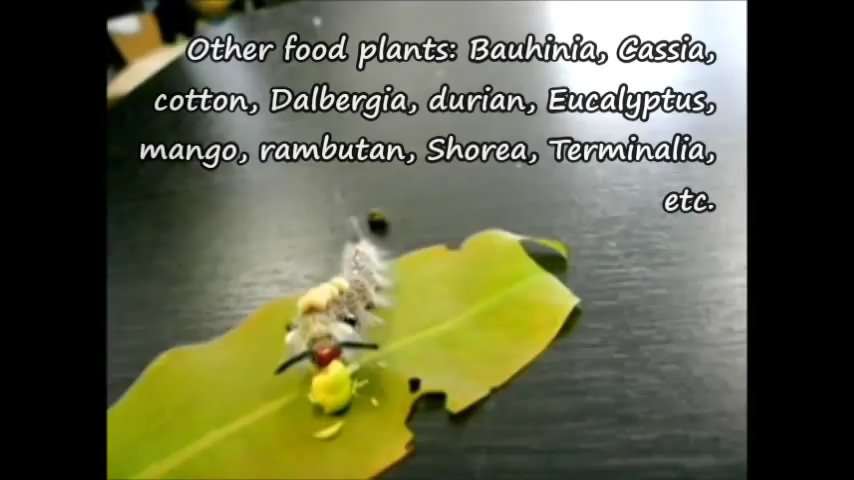 Other food plants: Bauhinia, Cassia,
cotton, Dalbergia, durian, Eucalyptus,
mango, rambutan, Shorea, Terminalia,
etc.